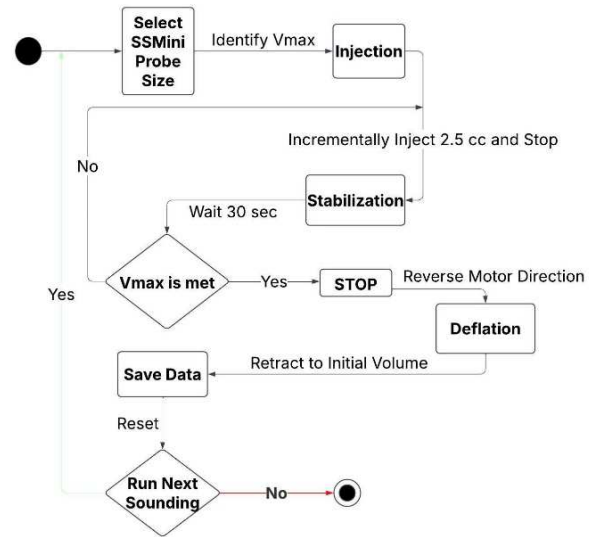 Select
SSMini
Probe
Size
Identify Vmax
Injection
Incrementally Inject 2.5 cc and Stop
No
Stabilization
Wait 30 sec
Vmax is met
Yes
STOP
Reverse Motor Direction
Yes
Deflation
Retract to Initial Volume
Save Data
Reset
Run Next
Sounding
No